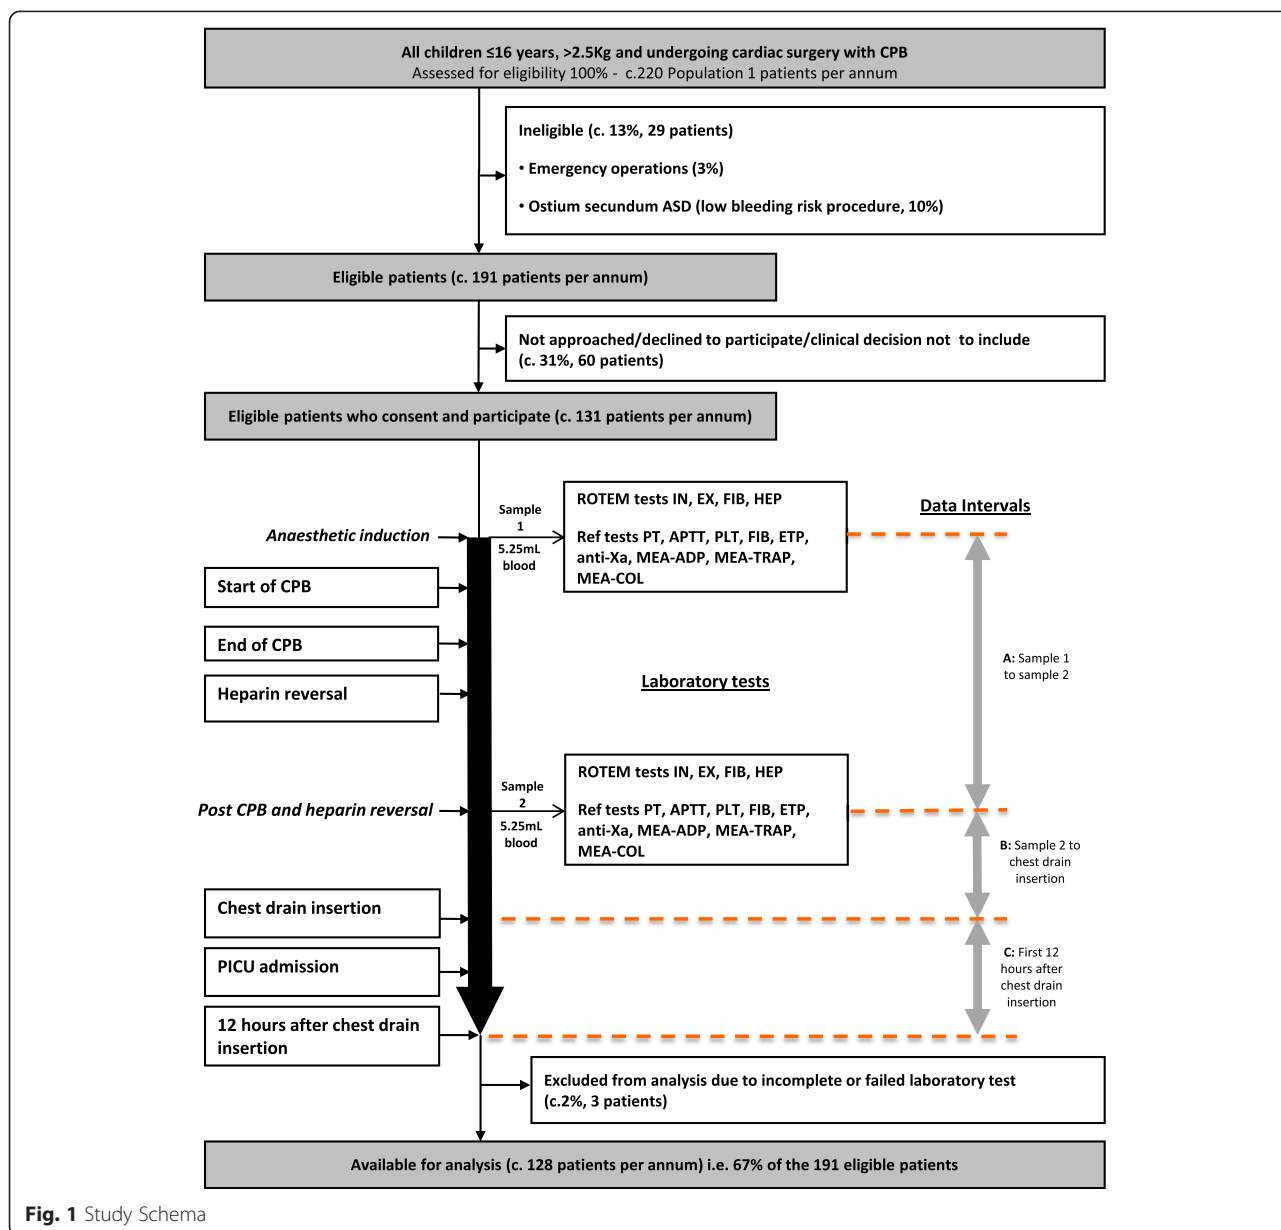 All children ≤16 years, >2.5Kg and undergoing cardiac surgery with CPB
Assessed for eligibility 100% - c.220 Population 1 patients per annum
Ineligible (c. 13%, 29 patients)
• Emergency operations (3%)
• Ostium secundum ASD (low bleeding risk procedure, 10%)
Eligible patients (c. 191 patients per annum)
Not approached/declined to participate/clinical decision not to include
(c. 31%, 60 patients)
Eligible patients who consent and participate (c. 131 patients per annum)
Anaesthetic induction
Sample
1
5.25mL
blood
ROTEM tests IN, EX, FIB, HEP
Ref tests PT, APTT, PLT, FIB, ETP,
anti-Xa, MEA-ADP, MEA-TRAP,
MEA-COL
Data Intervals
Start of CPB
End of CPB
Heparin reversal
Laboratory tests
A: Sample 1
to sample 2
Post CPB and heparin reversal
Sample
2
5.25mL
blood
ROTEM tests IN, EX, FIB, HEP
Ref tests PT, APTT, PLT, FIB, ETP,
anti-Xa, MEA-ADP, MEA-TRAP,
MEA-COL
B: Sample 2 to
chest drain
insertion
Chest drain insertion
PICU admission
C: First 12
hours after
chest drain
insertion
12 hours after chest drain
insertion
Excluded from analysis due to incomplete or failed laboratory test
(c.2%, 3 patients)
Available for analysis (c. 128 patients per annum) i.e. 67% of the 191 eligible patients
Fig. 1 Study Schema